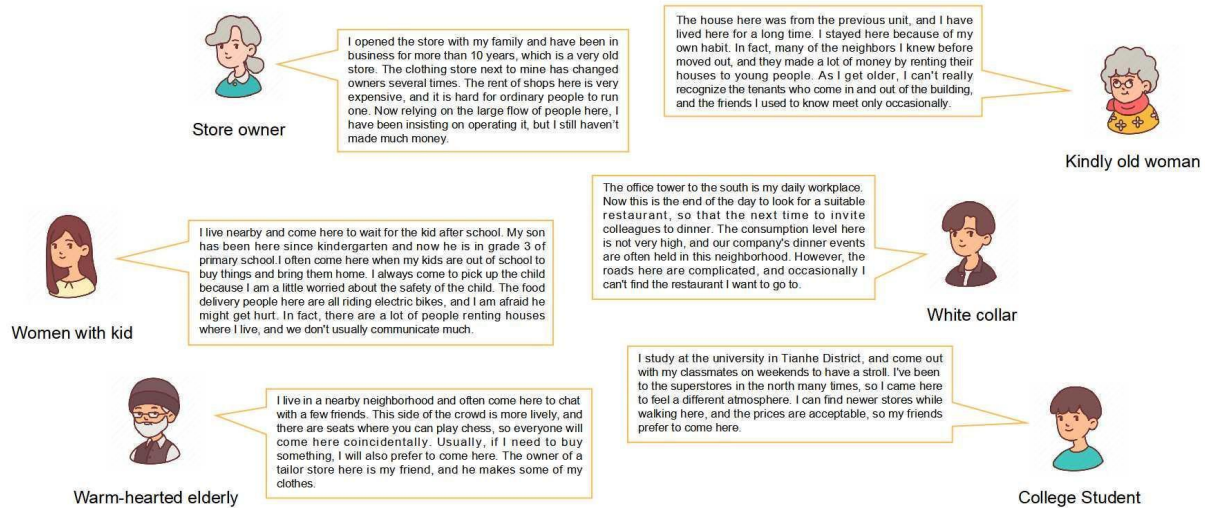 I opened the store with my family and have been in
business for more than 10 years, which is a very old
store. The clothing store next to mine has changed
owners several times. The rent of shops here is very
expensive, and it is hard for ordinary people to run
one. Now relying on the large flow of people here, I
have been insisting on operating it, but I still haven't
made much money.
Store owner
The house here was from the previous unit, and I have
lived here for a long time. I stayed here because of my
own habit. In fact, many of the neighbors I knew before
moved out, and they made a lot of money by renting their
houses to young people. As I get older, I can't really
recognize the tenants who come in and out of the building,
and the friends I used to know meet only occasionally.
Kindly old woman
I live nearby and come here to wait for the kid after school. My son
has been here since kindergarten and now he is in grade 3 of
primary school.I often come here when my kids are out of school to
buy things and bring them home. I always come to pick up the child
because I am a little worried about the safety of the child. The food
delivery people here are all riding electric bikes, and I am afraid he
might get hurt. In fact, there are a lot of people renting houses
where I live, and we don't usually communicate much.
Women with kid
The office tower to the south is my daily workplace.
Now this is the end of the day to look for a suitable
restaurant, so that the next time to invite
colleagues to dinner. The consumption level here
is not very high, and our company's dinner events
are often held in this neighborhood. However, the
roads here are complicated, and occasionally I
can't find the restaurant I want to go to.
White collar
I live in a nearby neighborhood and often come here to chat
with a few friends. This side of the crowd is more lively, and
there are seats where you can play chess, so everyone will
come here coincidentally. Usually, if I need to buy
something, I will also prefer to come here. The owner of a
tailor store here is my friend, and he makes some of my
clothes.
Warm-hearted elderly
I study at the university in Tianhe District, and come out
with my classmates on weekends to have a stroll. I've been
to the superstores in the north many times, so I came here
to feel a different atmosphere. I can find newer stores while
walking here, and the prices are acceptable, so my friends
prefer to come here.
College Student